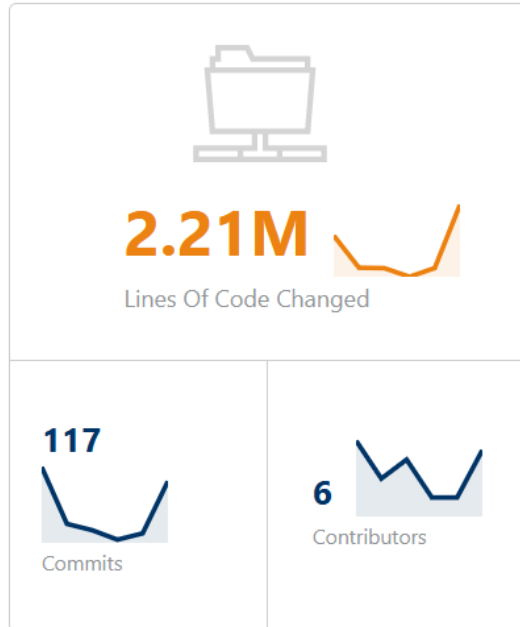 2.21M
Lines Of Code Changed
117
Commits
6
Contributors